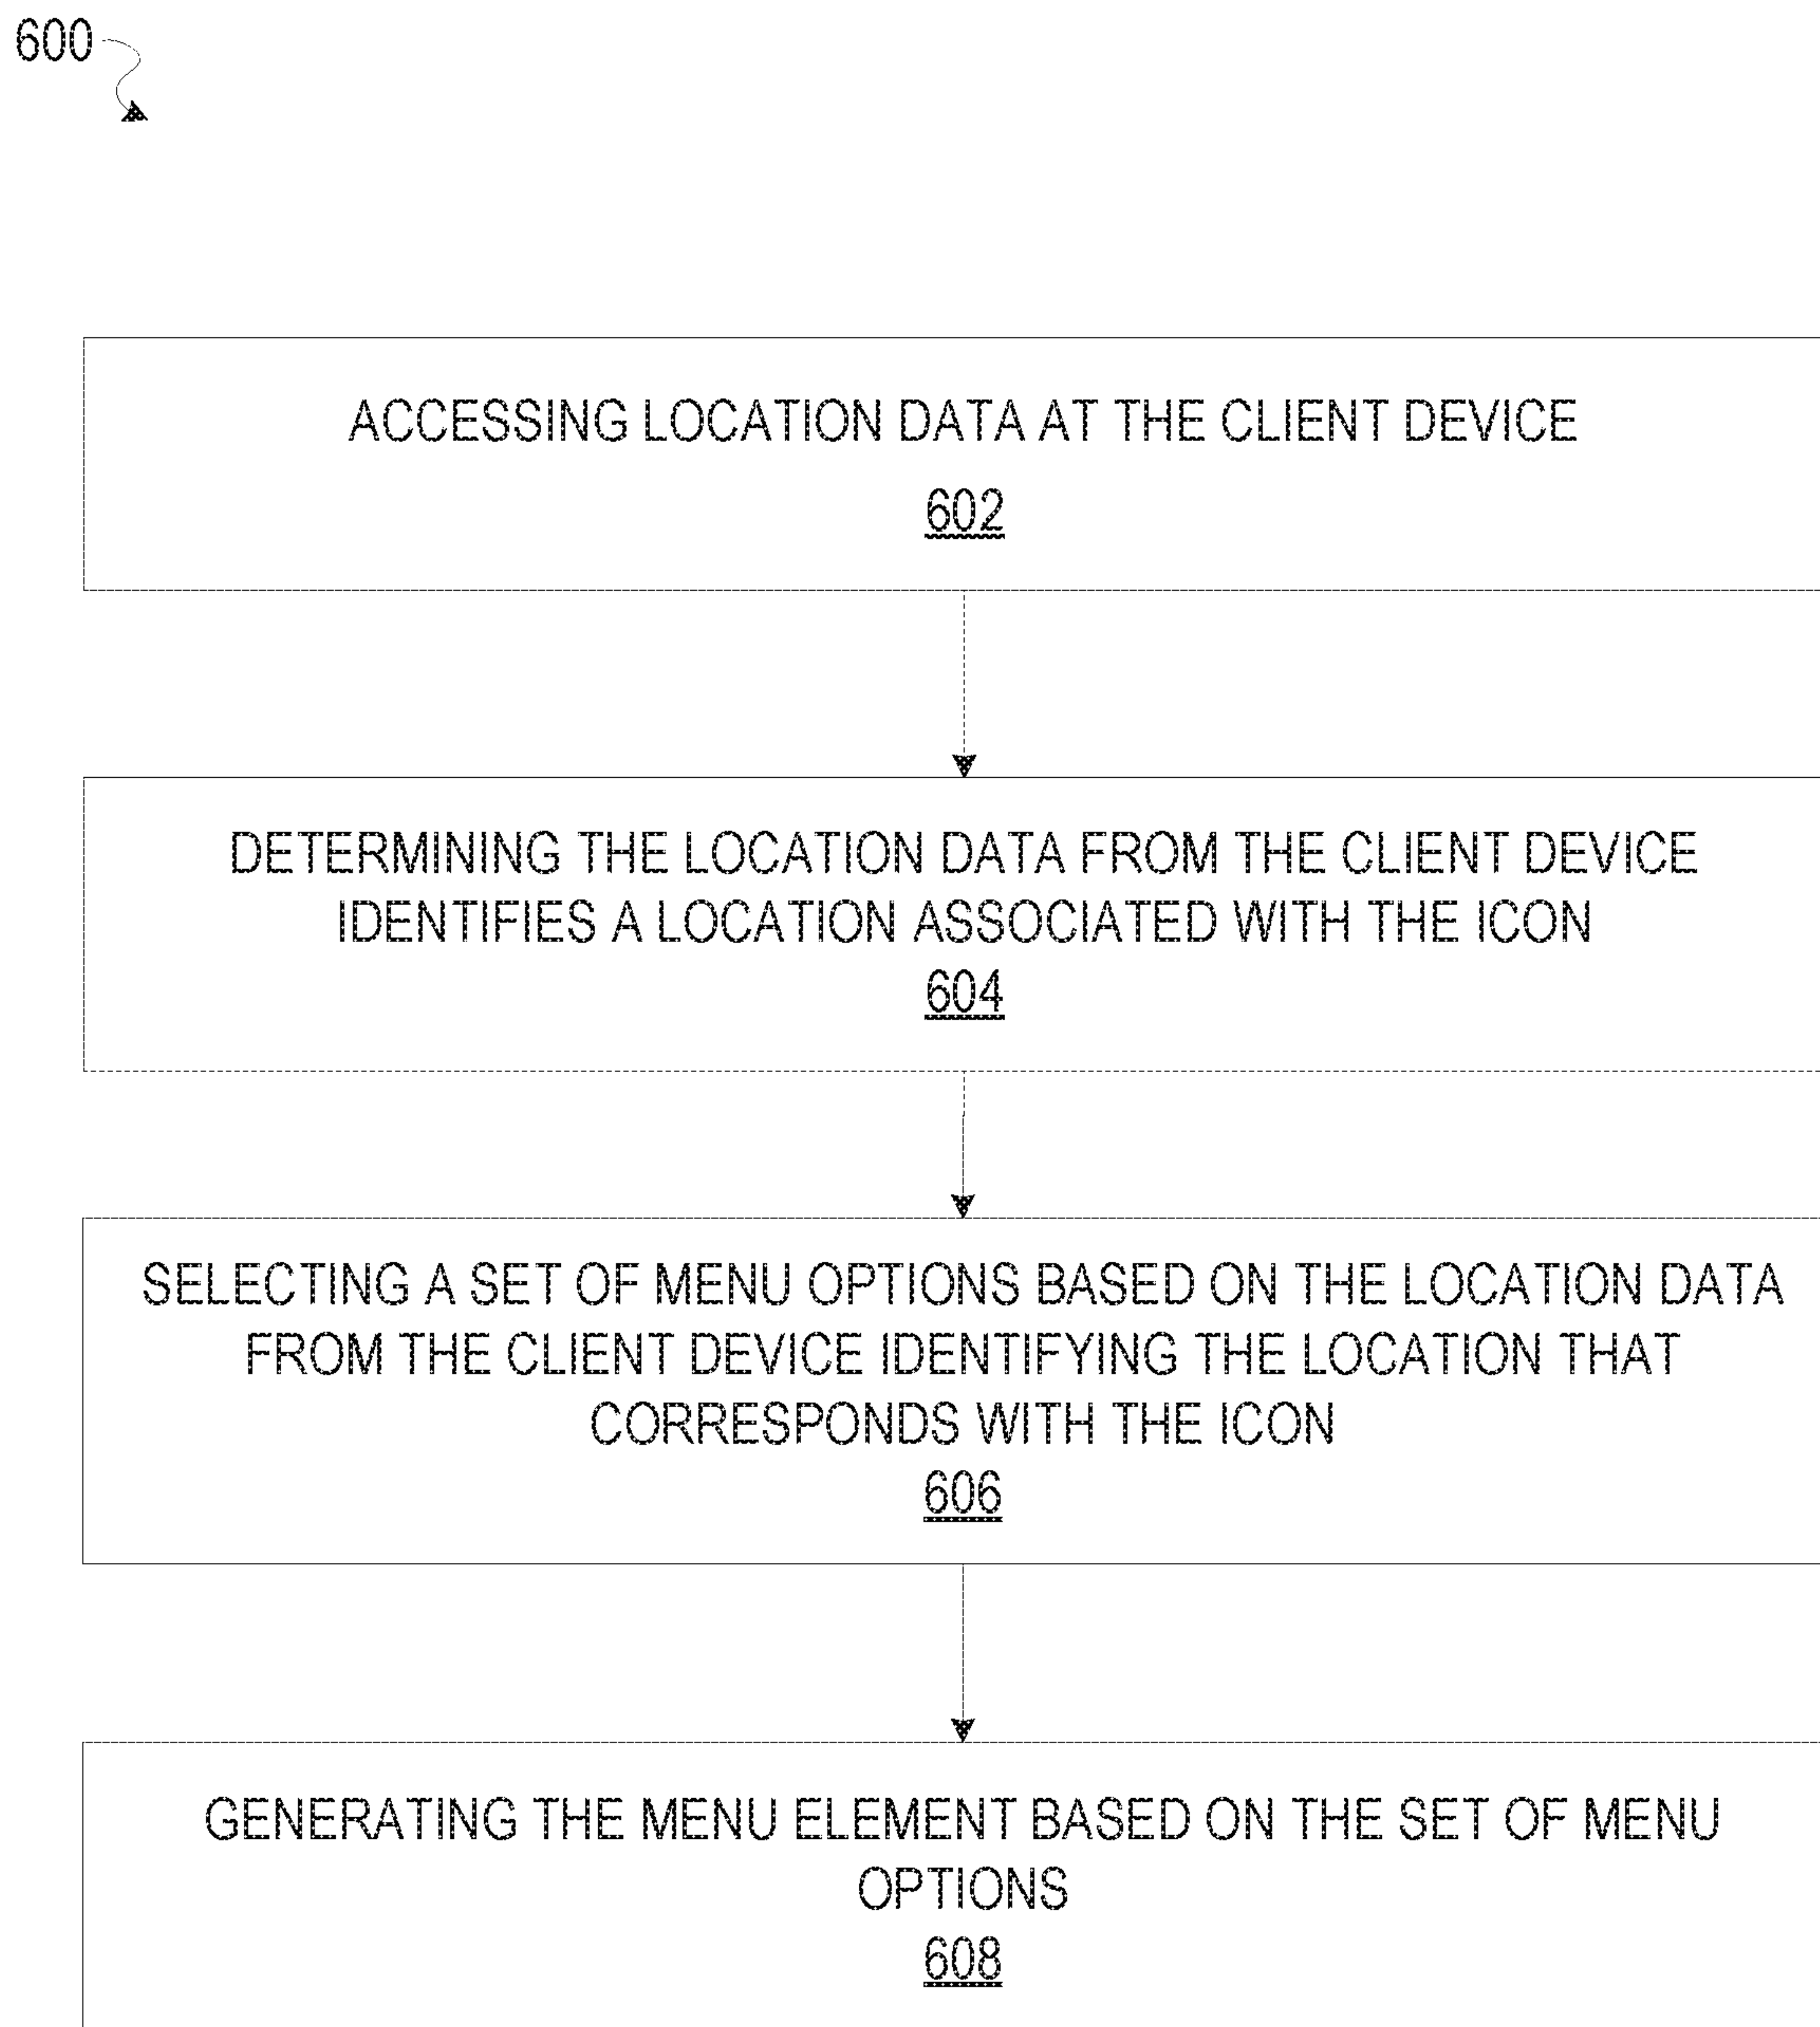 600
ACCESSING LOCATION DATA AT THE CLIENT DEVICE
602
DETERMINING THE LOCATION DATA FROM THE CLIENT DEVICE
IDENTIFIES A LOCATION ASSOCIATED WITH THE ICON
604
SELECTING A SET OF MENU OPTIONS BASED ON THE LOCATION DATA
FROM THE CLIENT DEVICE IDENTIFYING THE LOCATION THAT
CORRESPONDS WITH THE ICON
606
GENERATING THE MENU ELEMENT BASED ON THE SET OF MENU
OPTIONS
608